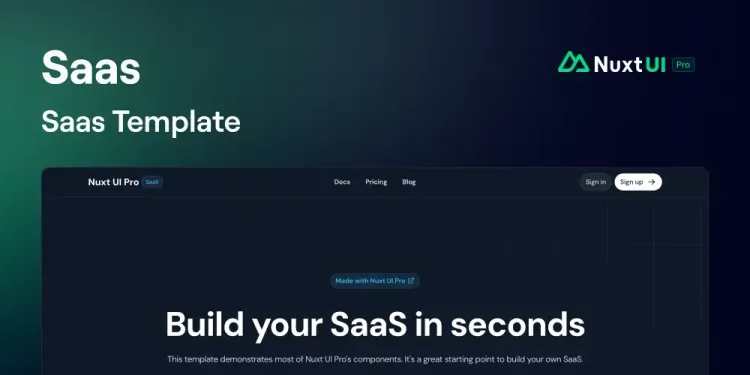 Saas
NuxtUI Pro
Saas Template
Nuxt UI Pro SaaS
Docs Pricing Blog
Sign in Sign up →
Made with Nuxt UI Pro
Build your SaaS in seconds
This template demonstrates most of Nuxt UI Pro's components. It's a great starting point to build your own SaaS.